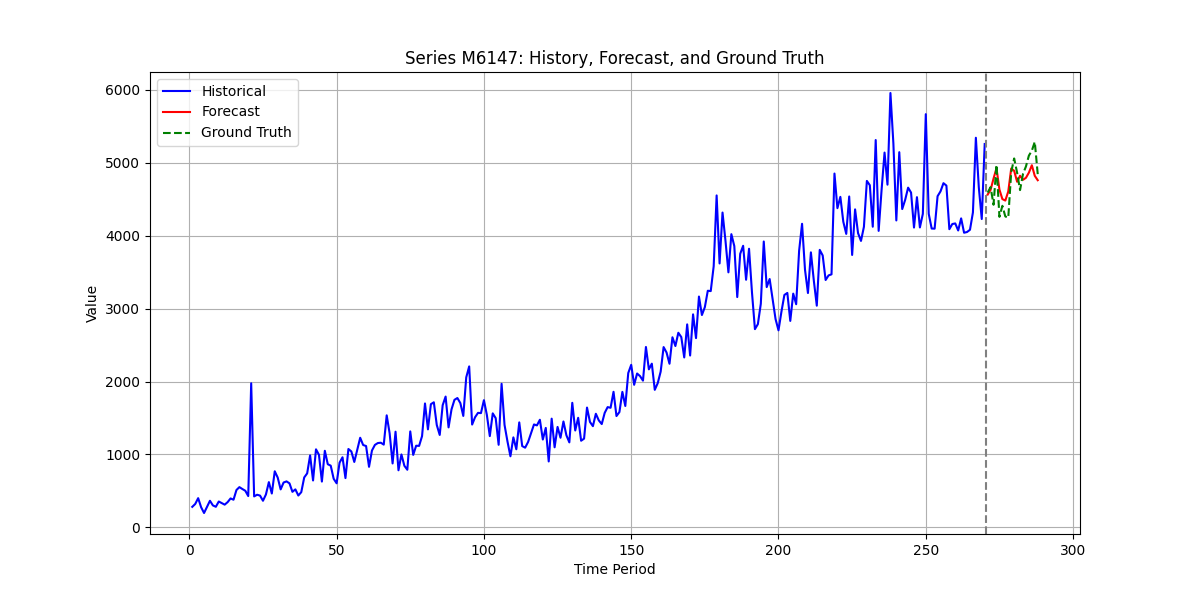 Series M6147: History, Forecast, and Ground Truth
Historical
Forecast
Ground Truth
6000
5000
4000
3000
2000
1000
0
Value
0 50 100 150 200 250 300
Time Period